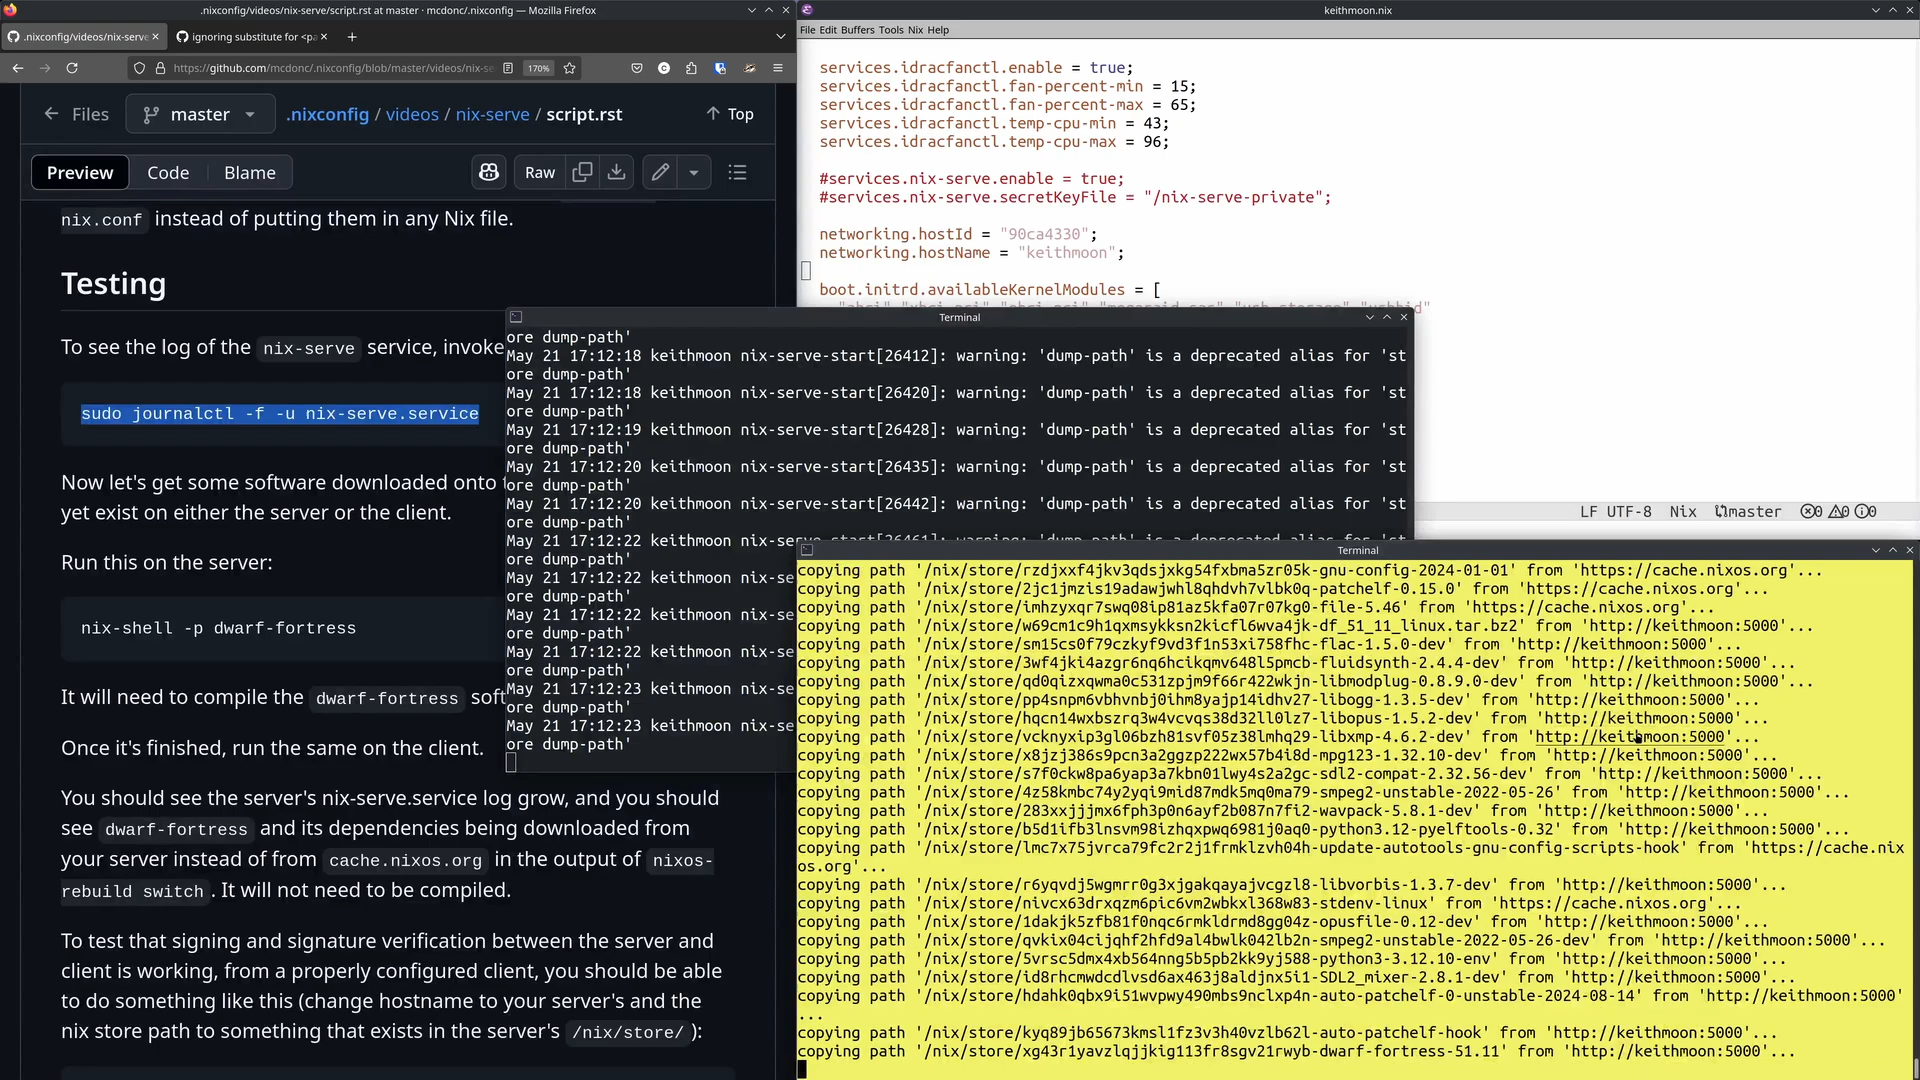 .nixconfig/videos/nix-serve/script.rst at master · mcdonc/.nixconfig — Mozilla Firefox
.nixconfig/videos/nix-serv
ignoring substitute for <pa
https://github.com/mcdonc/.nixconfig/blob/master/videos/nix-se
170%
Files
master
.nixconfig / videos / nix-serve / script.rst
Top
Preview
Code
Blame
Raw
nix.conf instead of putting them in any Nix file.
Testing
To see the log of the nix-serve service, invoke
sudo journalctl -f -u nix-serve.service
Now let's get some software downloaded onto
yet exist on either the server or the client.
Run this on the server:
nix-shell -p dwarf-fortress
It will need to compile the dwarf-fortress soft
Once it's finished, run the same on the client.
You should see the server's nix-serve.service log grow, and you should
see dwarf-fortress and its dependencies being downloaded from
your server instead of from cache.nixos.org in the output of nixos-
rebuild switch. It will not need to be compiled.
To test that signing and signature verification between the server and
client is working, from a properly configured client, you should be able
to do something like this (change hostname to your server's and the
nix store path to something that exists in the server's /nix/store/ ):
keithmoon.nix
File Edit Buffers Tools Nix Help
services.idracfanctl.enable = true;
services.idracfanctl.fan-percent-min = 15;
services.idracfanctl.fan-percent-max = 65;
services.idracfanctl.temp-cpu-min = 43;
services.idracfanctl.temp-cpu-max = 96;
#services.nix-serve.enable = true;
#services.nix-serve.secretKeyFile = "/nix-serve-private";
networking.hostId = "90ca4330";
networking.hostName = "keithmoon";
boot.initrd.availableKernelModules = [
LF UTF-8 Nix master 0 0 0
Terminal
ore dump-path'
May 21 17:12:18 keithmoon nix-serve-start[26412]: warning: 'dump-path' is a deprecated alias for 'st
ore dump-path'
May 21 17:12:18 keithmoon nix-serve-start[26420]: warning: 'dump-path' is a deprecated alias for 'st
ore dump-path'
May 21 17:12:19 keithmoon nix-serve-start[26428]: warning: 'dump-path' is a deprecated alias for 'st
ore dump-path'
May 21 17:12:20 keithmoon nix-serve-start[26435]: warning: 'dump-path' is a deprecated alias for 'st
ore dump-path'
May 21 17:12:20 keithmoon nix-serve-start[26442]: warning: 'dump-path' is a deprecated alias for 'st
ore dump-path'
May 21 17:12:22 keithmoon nix-serve-start[26461]: warning: 'dump-path' is a deprecated alias for 'st
ore dump-path'
May 21 17:12:22 keithmoon nix-se
ore dump-path'
May 21 17:12:22 keithmoon nix-se
ore dump-path'
May 21 17:12:22 keithmoon nix-se
ore dump-path'
May 21 17:12:23 keithmoon nix-se
ore dump-path'
May 21 17:12:23 keithmoon nix-se
ore dump-path'
Terminal
copying path '/nix/store/rzdjxxf4jkv3qdsjxkg54fxbma5zr05k-gnu-config-2024-01-01' from 'https://cache.nixos.org'...
copying path '/nix/store/2jc1jmzis19adawjwhl8qhdvh7vlbk0q-patchelf-0.15.0' from 'https://cache.nixos.org'...
copying path '/nix/store/imhzyxqr7swq08ip81az5kfa07r07kg0-file-5.46' from 'https://cache.nixos.org'...
copying path '/nix/store/w69cm1c9h1qxmsykksn2kicfl6wva4jk-df_51_11_linux.tar.bz2' from 'http://keithmoon:5000'...
copying path '/nix/store/sm15cs0f79czkyf9vd3f1n53xi758fhc-flac-1.5.0-dev' from 'http://keithmoon:5000'...
copying path '/nix/store/3wf4jki4azgr6nq6hcikqmv648l5pmcb-fluidsynth-2.4.4-dev' from 'http://keithmoon:5000'...
copying path '/nix/store/qd0qizxqwma0c531zpjm9f66r422wkjn-libmodplug-0.8.9.0-dev' from 'http://keithmoon:5000'...
copying path '/nix/store/pp4snpm6vbhvnbj0ihm8yajp14idhv27-libogg-1.3.5-dev' from 'http://keithmoon:5000'...
copying path '/nix/store/hqcn14wxbszrq3w4vcvqs38d32ll0lz7-libopus-1.5.2-dev' from 'http://keithmoon:5000'...
copying path '/nix/store/vcknyxip3gl06bzh81svf05z38lmhq29-libxmp-4.6.2-dev' from 'http://keithmoon:5000'...
copying path '/nix/store/x8jzj386s9pcn3a2ggzp222wx57b4i8d-mpg123-1.32.10-dev' from 'http://keithmoon:5000'...
copying path '/nix/store/s7f0ckw8pa6yap3a7kbn01lwy4s2a2gc-sdl2-compat-2.32.56-dev' from 'http://keithmoon:5000'...
copying path '/nix/store/4z58kmbc74y2yqi9mid87mdk5mq0ma79-smpeg2-unstable-2022-05-26' from 'http://keithmoon:5000'...
copying path '/nix/store/283xxjjjmx6fph3p0n6ayf2b087n7fi2-wavpack-5.8.1-dev' from 'http://keithmoon:5000'...
copying path '/nix/store/b5d1ifb3lnsvm98izhqxpwq6981j0aq0-python3.12-pyelftools-0.32' from 'http://keithmoon:5000'...
copying path '/nix/store/lmc7x75jvrca79fc2r2j1frmklzvh04h-update-autotools-gnu-config-scripts-hook' from 'https://cache.nix
os.org'...
copying path '/nix/store/r6yqvdj5wgmrr0g3xjgakqayajvcgzl8-libvorbis-1.3.7-dev' from 'http://keithmoon:5000'...
copying path '/nix/store/nivcx63drxqzm6pic6vm2wbkxl368w83-stdenv-linux' from 'https://cache.nixos.org'...
copying path '/nix/store/1dakjk5zfb81f0nqc6rmkldrmd8gg04z-opusfile-0.12-dev' from 'http://keithmoon:5000'...
copying path '/nix/store/qvkix04cijqhf2hfd9al4bwlk042lb2n-smpeg2-unstable-2022-05-26-dev' from 'http://keithmoon:5000'...
copying path '/nix/store/5vrsc5dmx4xb564nng5b5pb2kk9yj588-python3-3.12.10-env' from 'http://keithmoon:5000'...
copying path '/nix/store/id8rhcmwdcdlvsd6ax463j8aldjnx5i1-SDL2_mixer-2.8.1-dev' from 'http://keithmoon:5000'...
copying path '/nix/store/hdahk0qbx9i51wvpwy490mbs9nclxp4n-auto-patchelf-0-unstable-2024-08-14' from 'http://keithmoon:5000'
...
copying path '/nix/store/kyq89jb65673kmsl1fz3v3h40vzlb62l-auto-patchelf-hook' from 'http://keithmoon:5000'...
copying path '/nix/store/xg43r1yavzlqjjkig113fr8sgv21rwyb-dwarf-fortress-51.11' from 'http://keithmoon:5000'...